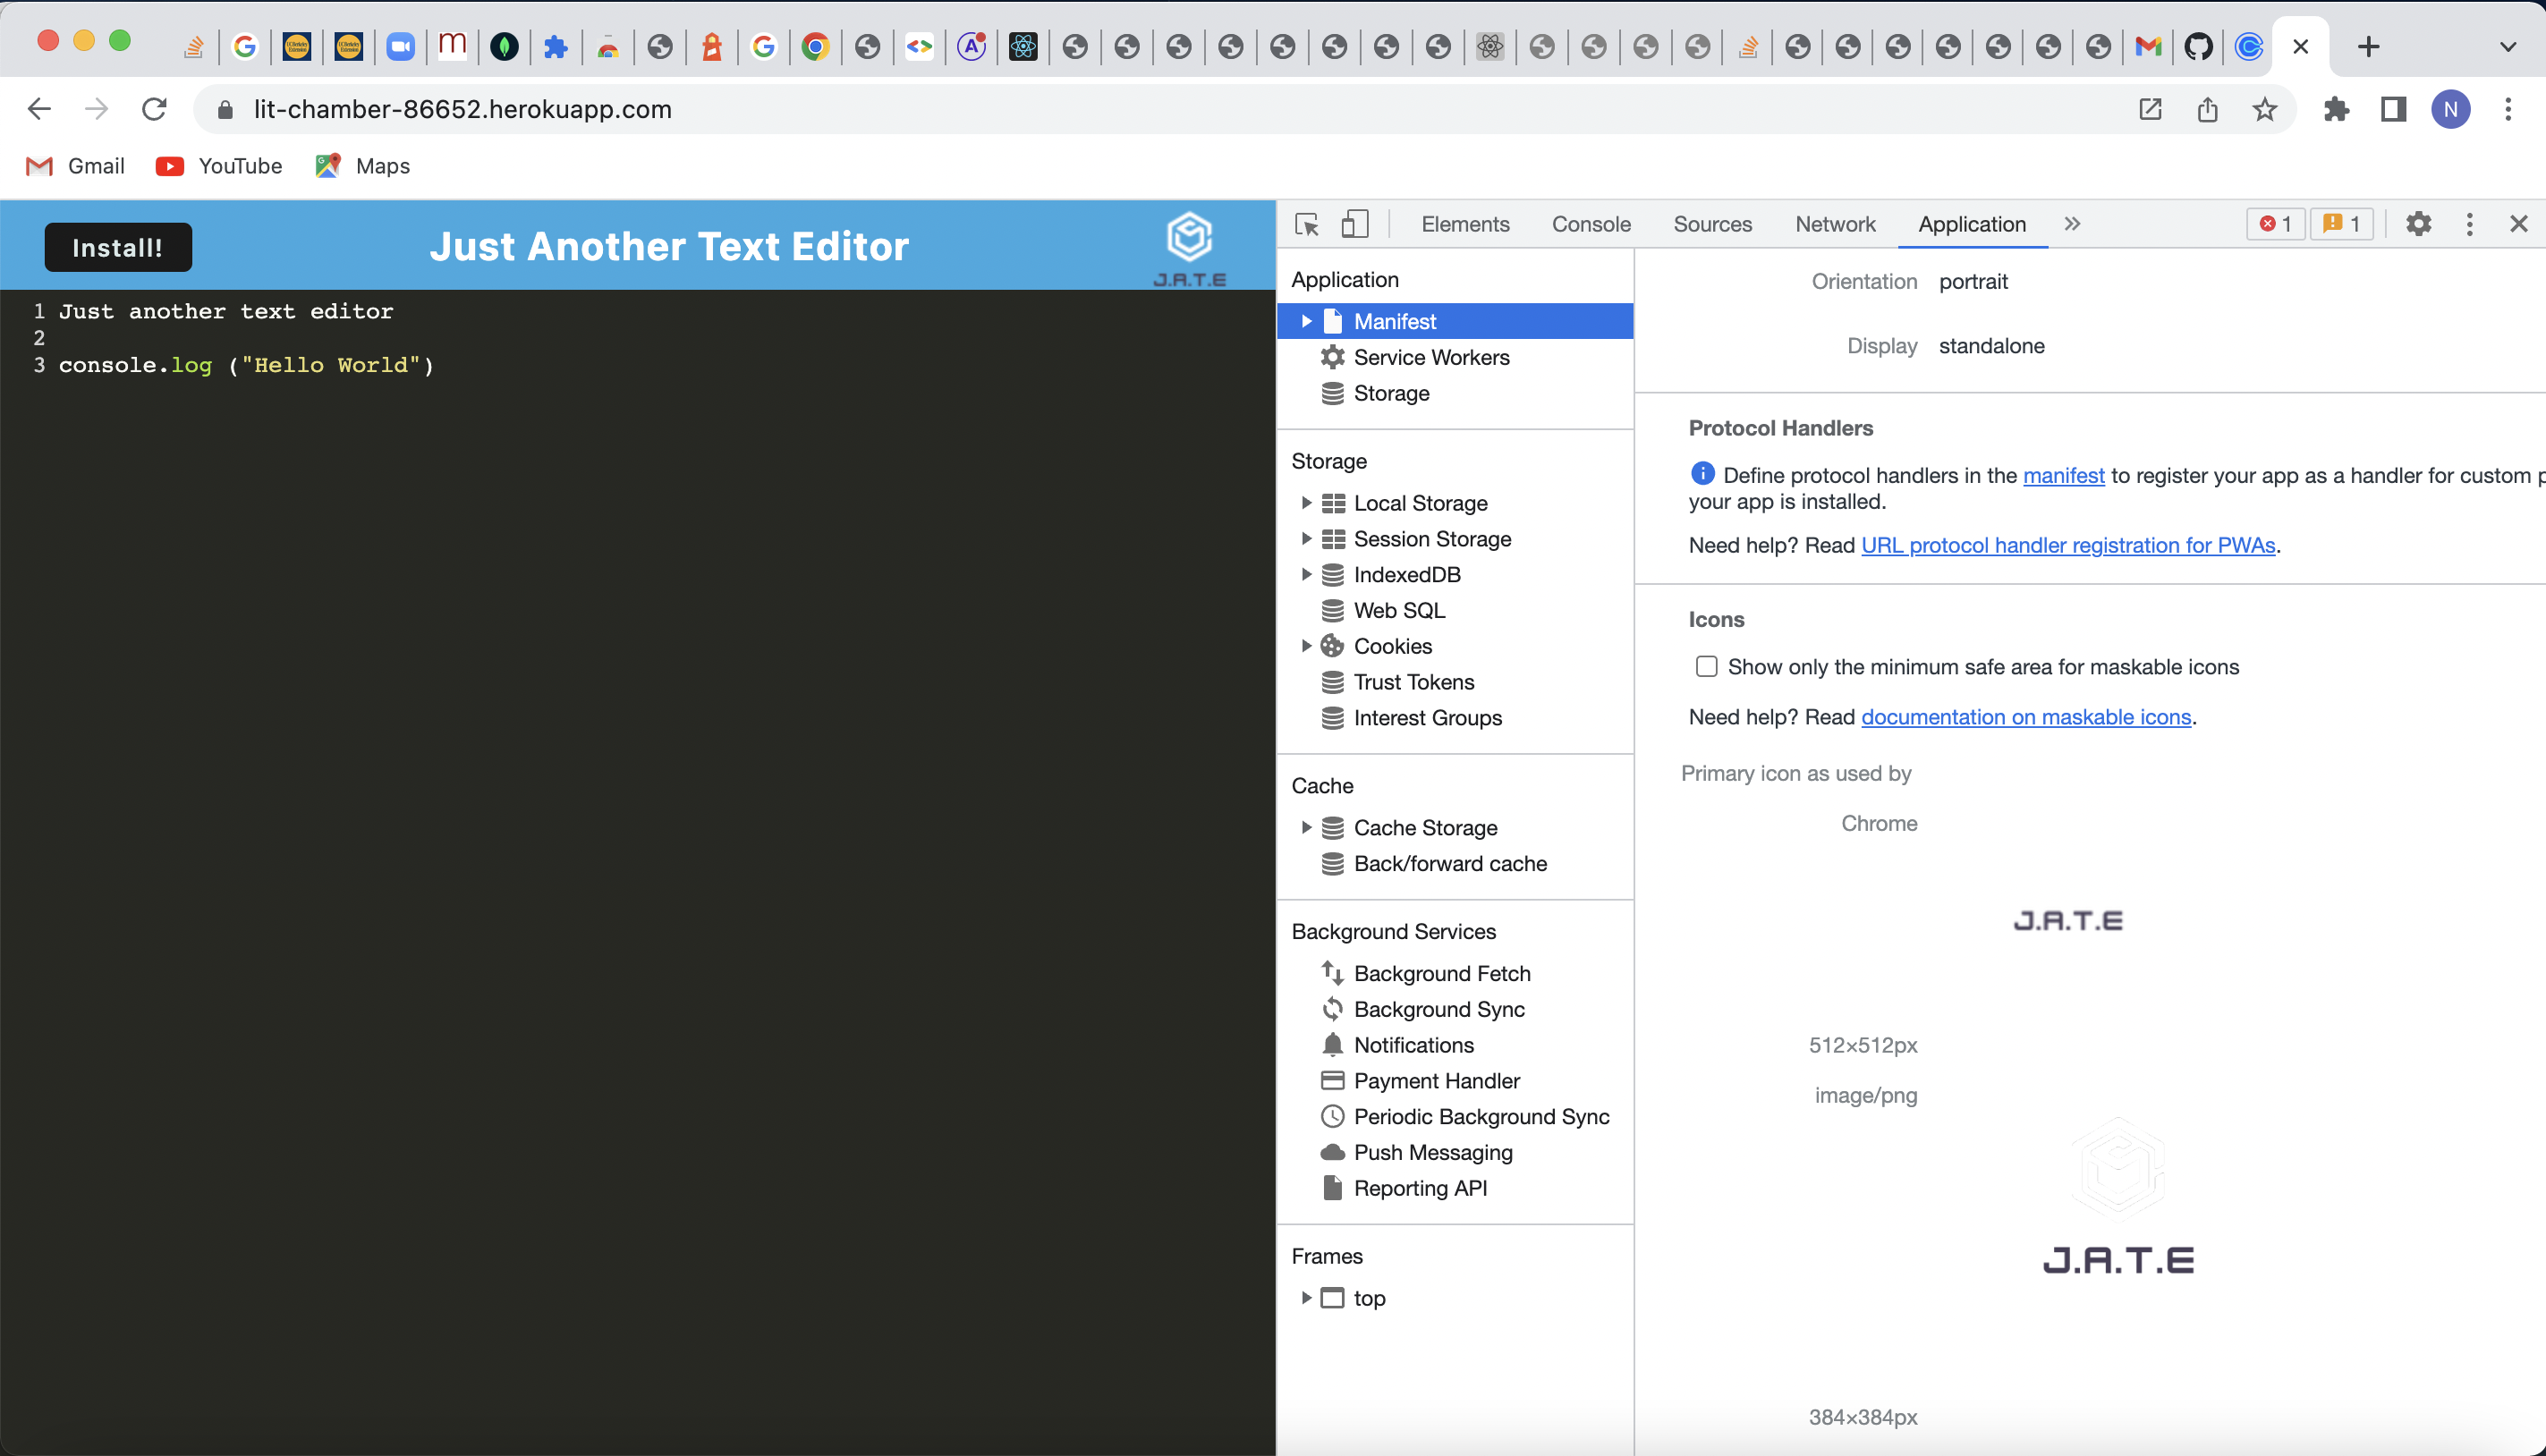 lit-chamber-86652.herokuapp.com
N
Gmail
YouTube
Maps
Install!
Just Another Text Editor
J.A.T.E
1 Just another text editor
2
3 console.log ("Hello World")
Elements
Console
Sources
Network
Application
1
1
Application
Manifest
Service Workers
Storage
Storage
Local Storage
Session Storage
IndexedDB
Web SQL
Cookies
Trust Tokens
Interest Groups
Cache
Cache Storage
Back/forward cache
Background Services
Background Fetch
Background Sync
Notifications
Payment Handler
Periodic Background Sync
Push Messaging
Reporting API
Frames
top
Orientation portrait
Display standalone
Protocol Handlers
Define protocol handlers in the manifest to register your app as a handler for custom p
your app is installed.
Need help? Read URL protocol handler registration for PWAs.
Icons
Show only the minimum safe area for maskable icons
Need help? Read documentation on maskable icons.
Primary icon as used by
Chrome
J.A.T.E
512×512px
image/png
J.A.T.E
384×384px